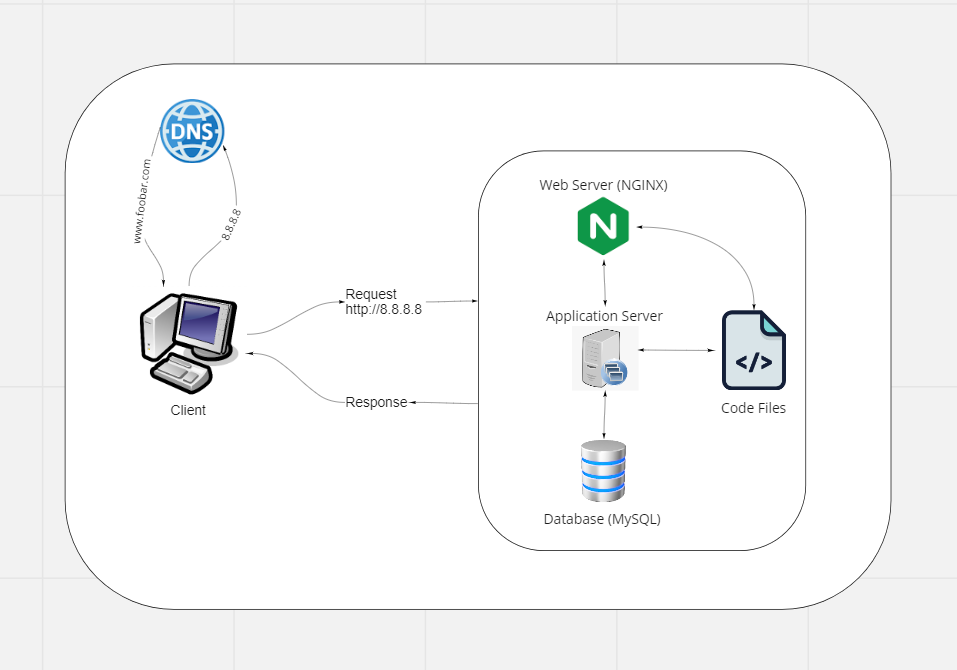 DNS
www.foobar.com
8.8.8.8
Client
Request
http://8.8.8.8
Response
Web Server (NGINX)
N
Application Server
</>
Code Files
Database (MySQL)